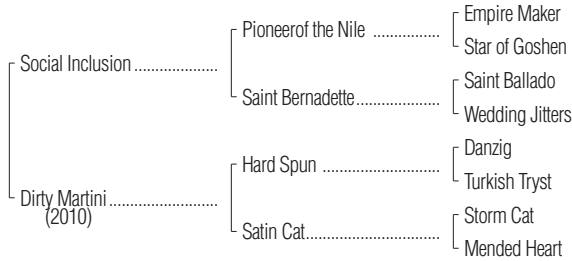 Empire Maker
Pioneerof the Nile ................
Star of Goshen
Social Inclusion ....................
Saint Ballado
Saint Bernadette....................
Wedding Jitters
Danzig
Hard Spun ............................
Turkish Tryst
Dirty Martini..........................
(2010)
Storm Cat
Satin Cat................................
Mended Heart